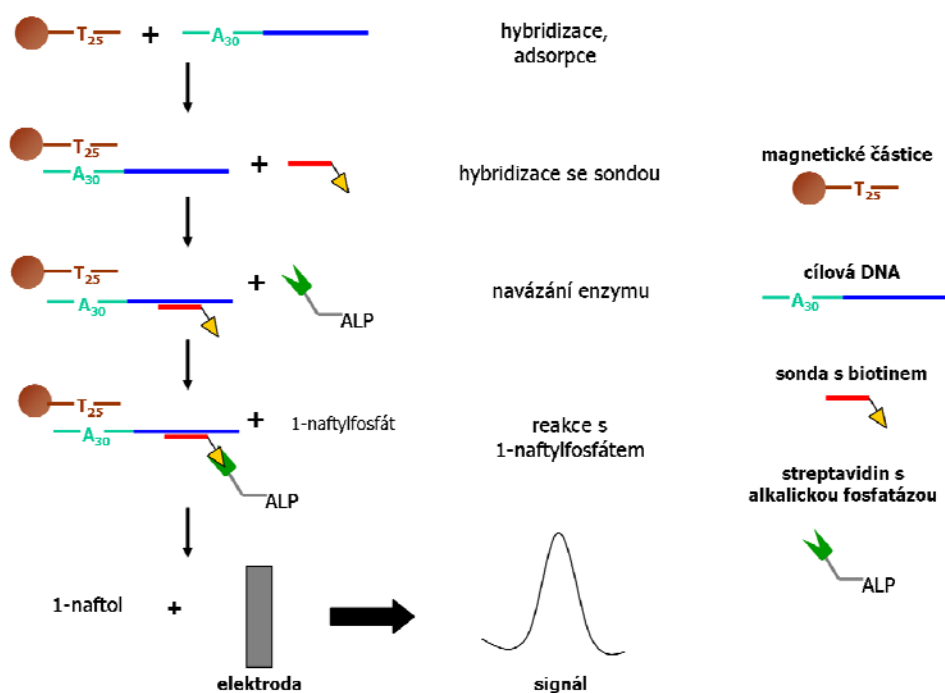 T25 + A30
hybridizace,
adsorpce
T25
A30
+
hybridizace se sondou
magnetické částice
T25
T25
A30
+
ALP
navázání enzymu
cílová DNA
A30
T25
A30
ALP
+ 1-naftylfosfát
reakce s
1-naftylfosfátem
sonda s biotinem
streptavidin s
alkalickou fosfatázou
ALP
1-naftol +
elektroda
signál